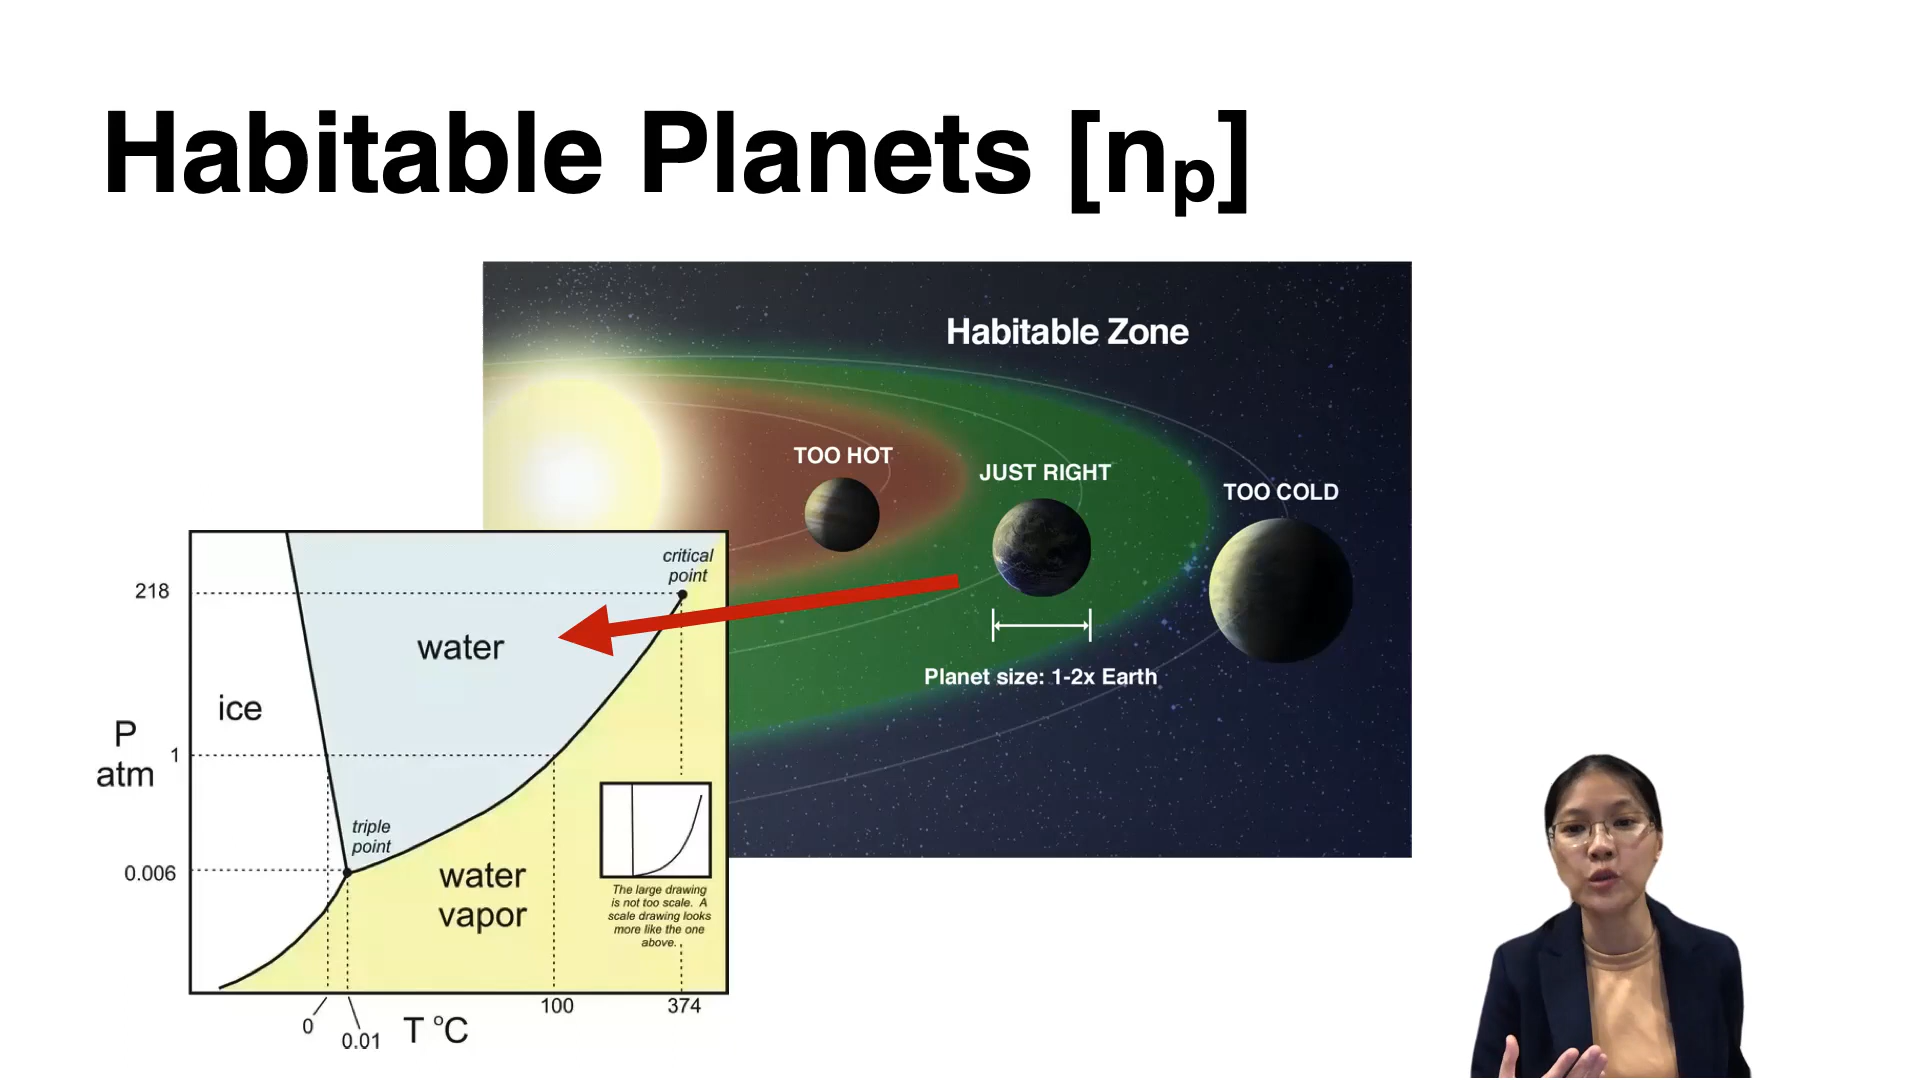 Habitable Planets [nₚ]
Habitable Zone
TOO HOT
JUST RIGHT
TOO COLD
Planet size: 1-2x Earth
critical
point
218
water
ice
P
atm
1
triple
point
0.006
water
vapor
The large drawing
is not too scale. A
scale drawing looks
more like the one
above.
0
0.01
T °C
100
374